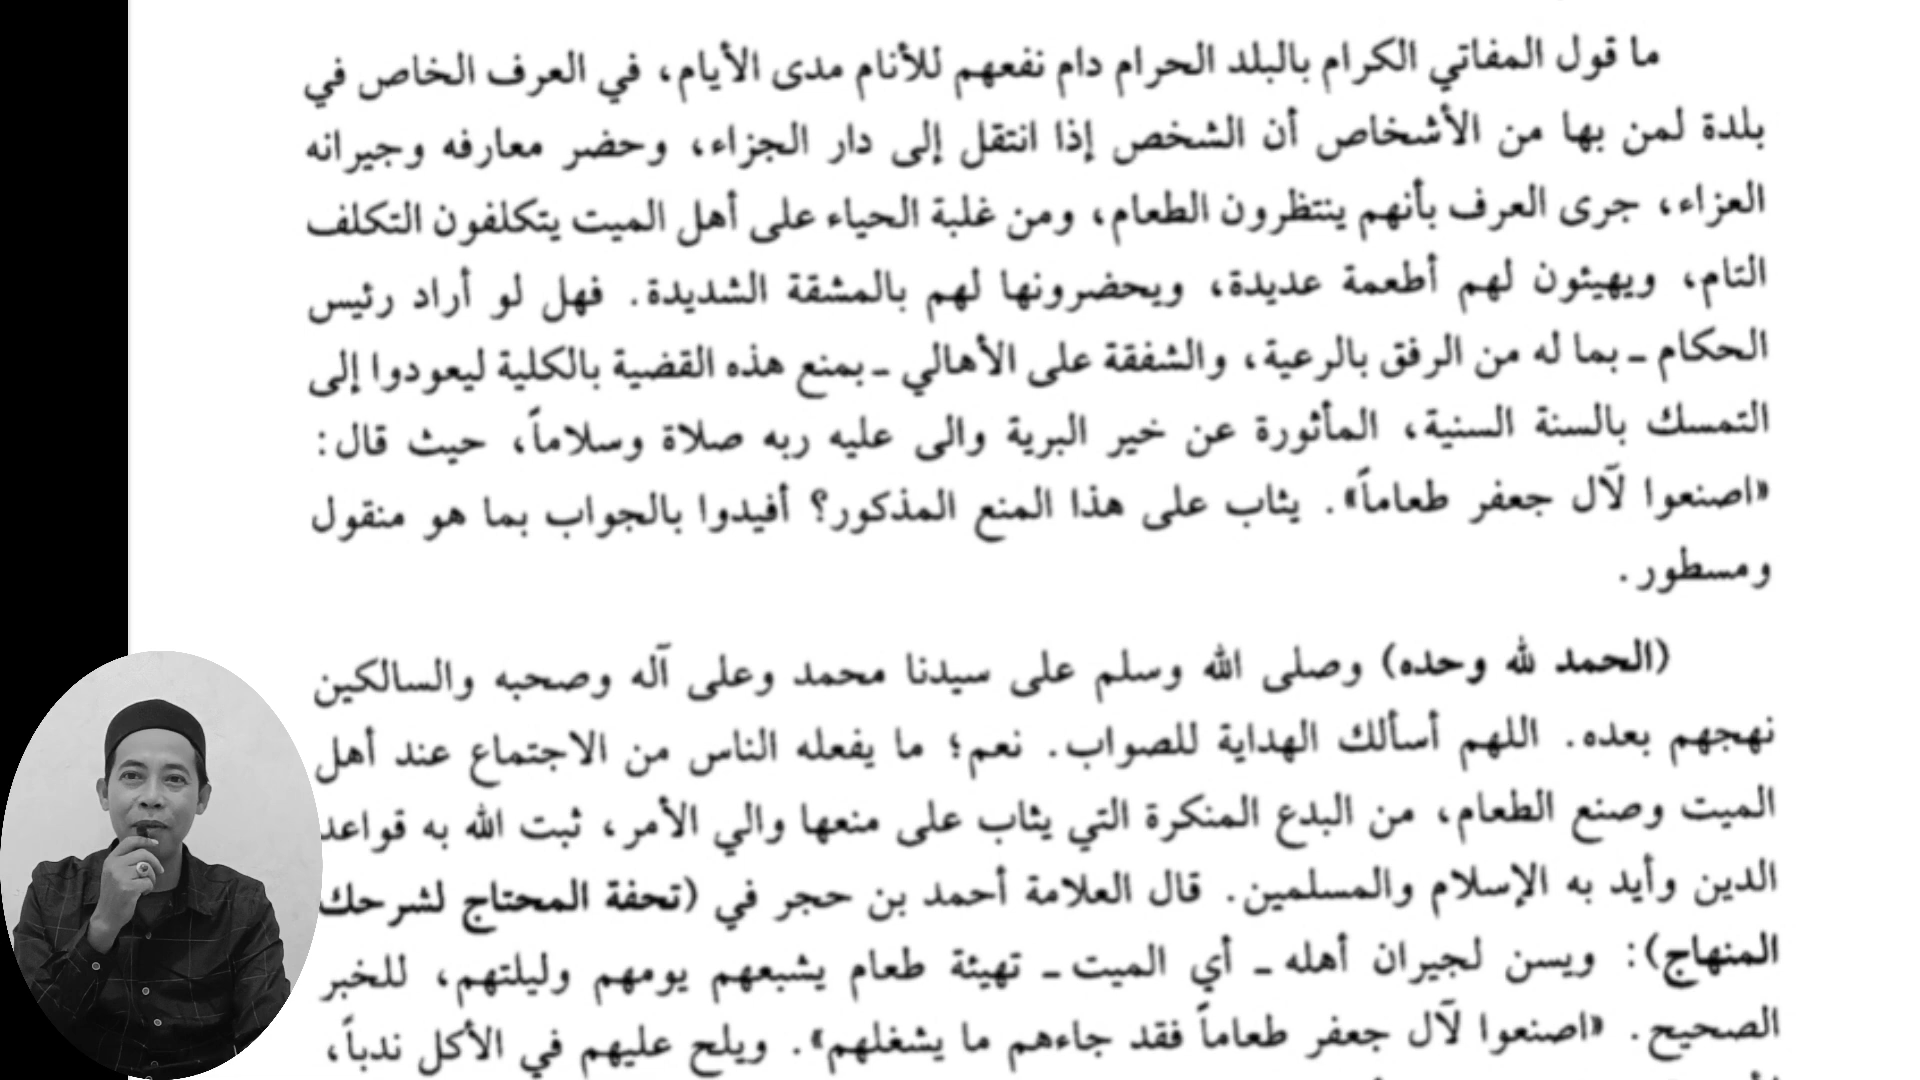 ما قول المفاتي الكرام بالبلد الحرام دام نفعهم للأنام مدى الأيام، في العرف الخاص في
بلدة لمن بها من الأشخاص أن الشخص إذا انتقل إلى دار الجزاء، وحضر معارفه وجيرانه
العزاء، جرى العرف بأنهم ينتظرون الطعام، ومن غلبة الحياء على أهل الميت يتكلفون التكلف
التام، ويهيئون لهم أطعمة عديدة، ويحضرونها لهم بالمشقة الشديدة. فهل لو أراد رئيس
الحكام ـ بما له من الرفق بالرعية، والشفقة على الأهالي ـ بمنع هذه القضية بالكلية ليعودوا إلى
التمسك بالسنة السنية، المأثورة عن خير البرية والى عليه ربه صلاة وسلاماً، حيث قال:
«اصنعوا لآل جعفر طعاماً». يثاب على هذا المنع المذكور؟ أفيدوا بالجواب بما هو منقول
ومسطور.
(الحمد لله وحده) وصلى الله وسلم على سيدنا محمد وعلى آله وصحبه والسالكين
نهجهم بعده. اللهم أسألك الهداية للصواب. نعم؛ ما يفعله الناس من الاجتماع عند أهل
الميت وصنع الطعام، من البدع المنكرة التي يثاب على منعها والي الأمر، ثبت الله به قواعد
الدين وأيد به الإسلام والمسلمين. قال العلامة أحمد بن حجر في (تحفة المحتاج لشرحك
المنهاج): ويسن لجيران أهله ـ أي الميت ـ تهيئة طعام يشبعهم يومهم وليلتهم، للخبر
الصحيح. «اصنعوا لآل جعفر طعاماً فقد جاءهم ما يشغلهم». ويلح عليهم في الأكل ندباً،